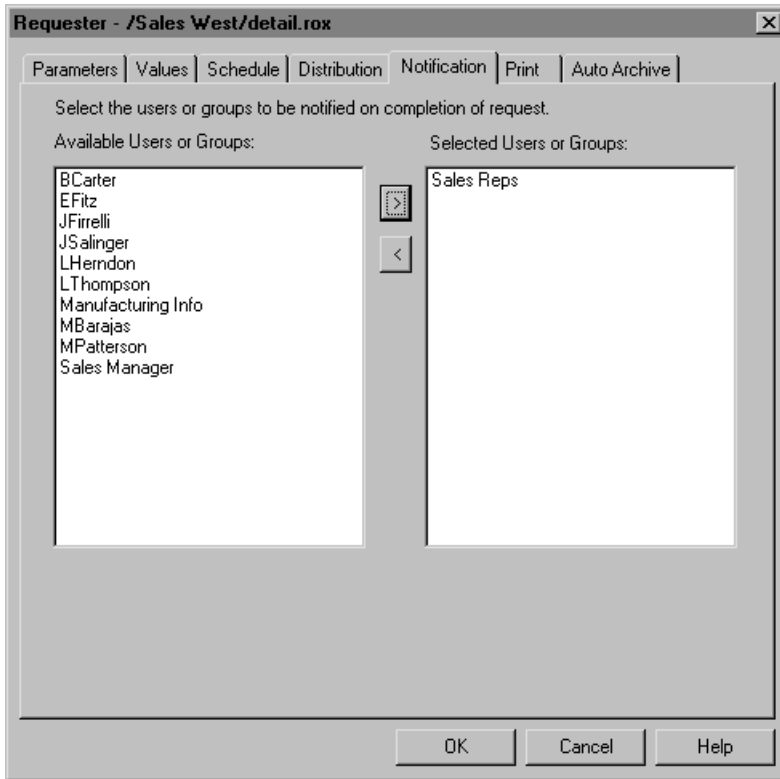 Requester - /Sales West/detail.rox
Parameters Values Schedule Distribution Notification Print Auto Archive
Select the users or groups to be notified on completion of request.
Available Users or Groups:
BCarter
EFitz
JFirrelli
JSalinger
LHerndon
LThompson
Manufacturing Info
MBarajas
MPatterson
Sales Manager
>
<
Selected Users or Groups:
Sales Reps
OK Cancel Help